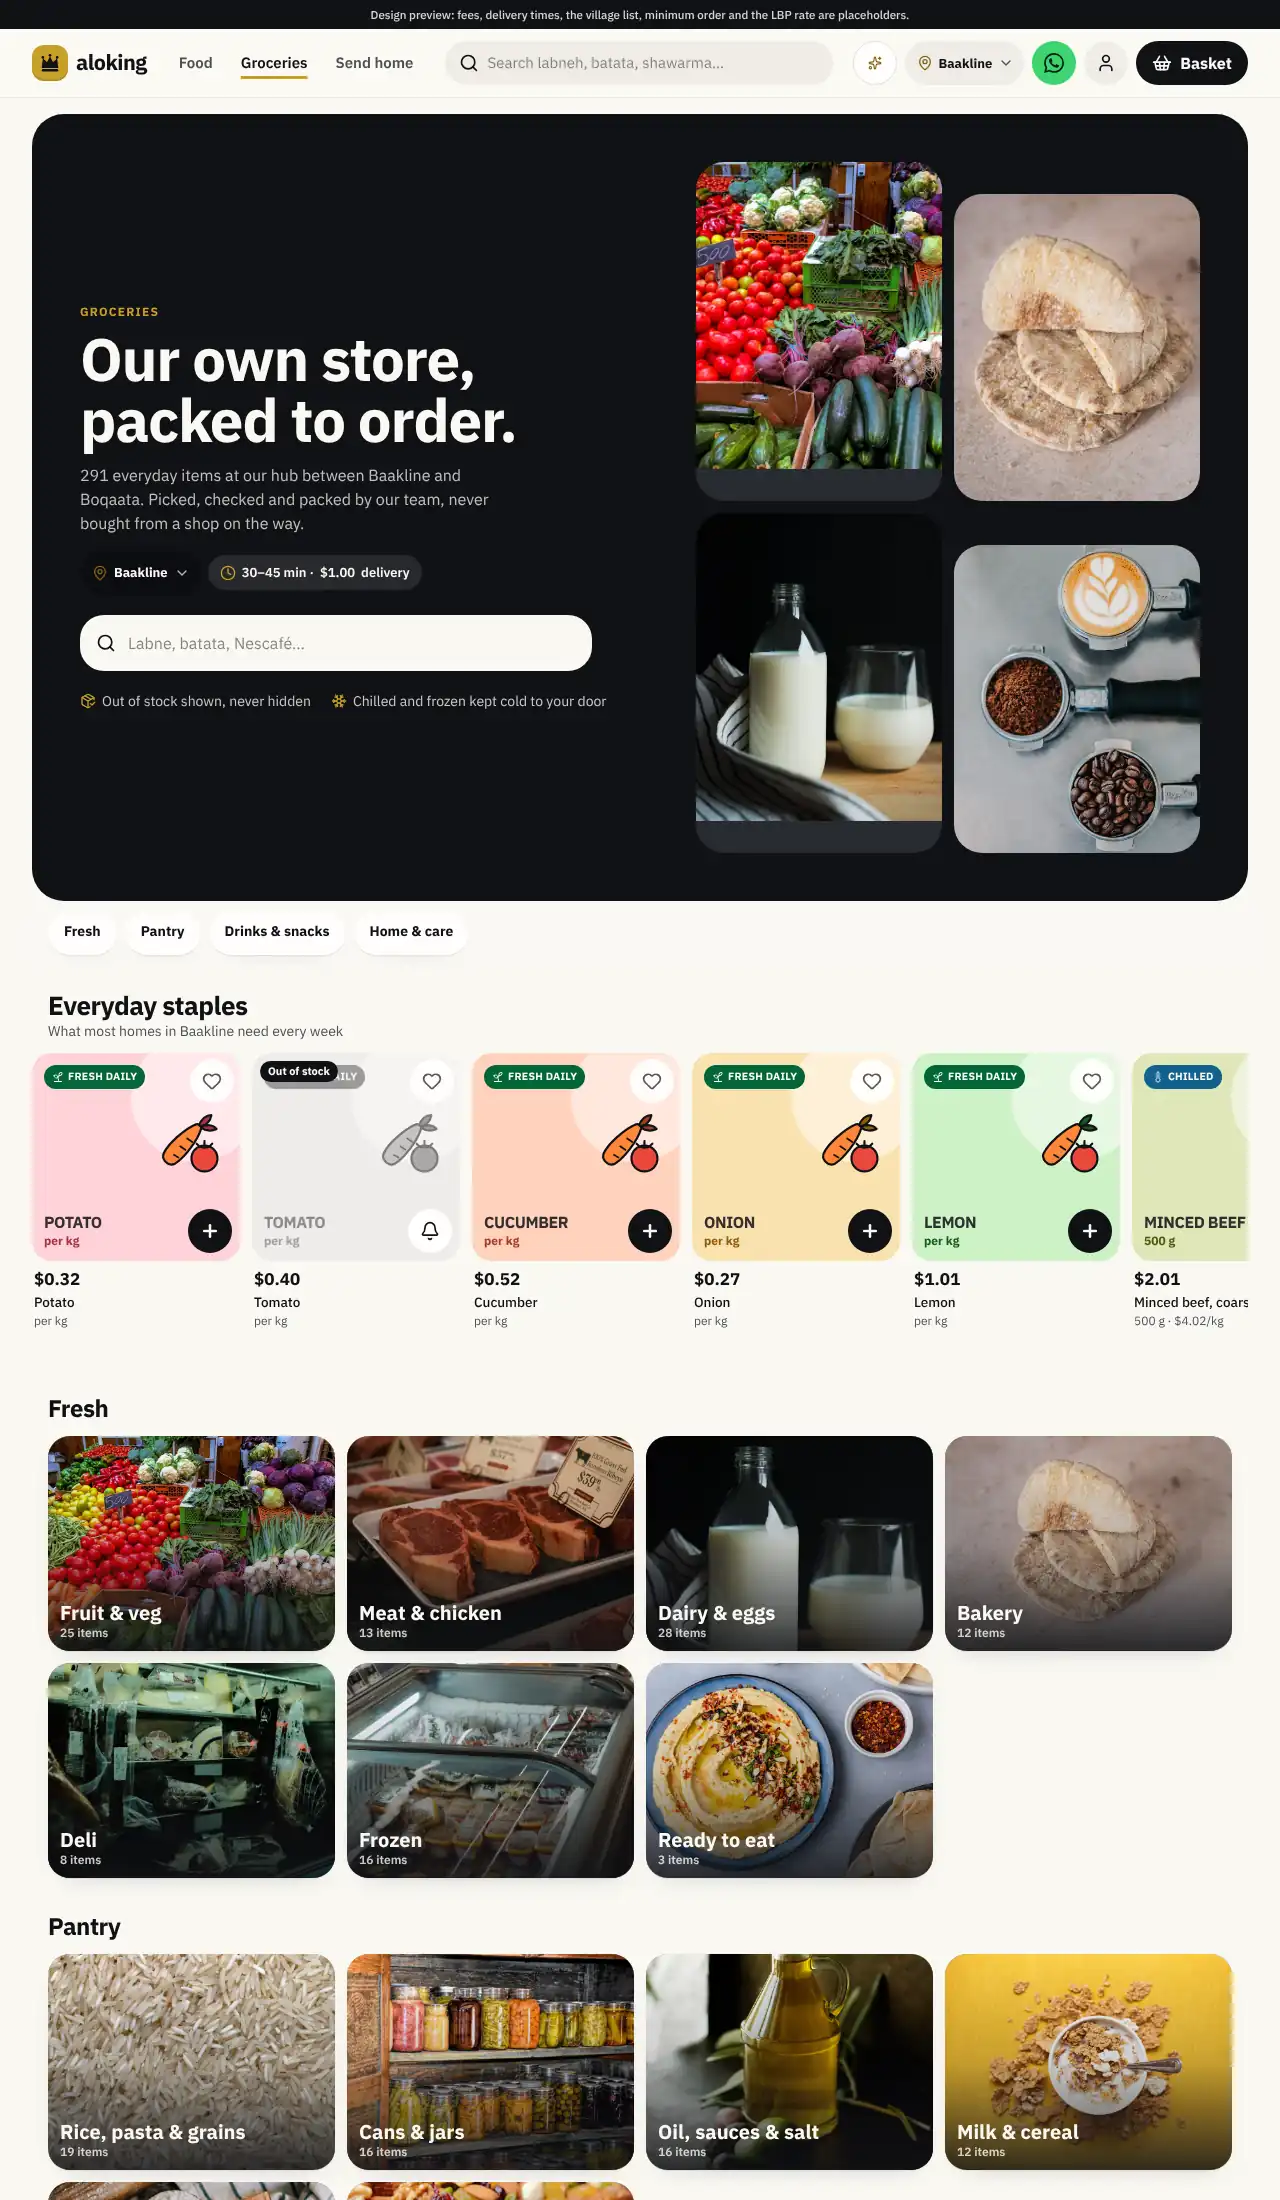 Design preview: fees, delivery times, the village list, minimum order and the LBP rate are placeholders.
aloking
Food
Groceries
Send home
Search labneh, batata, shawarma...
Baakline
Basket
GROCERIES
Our own store,
packed to order.
291 everyday items at our hub between Baakline and
Boqaata. Picked, checked and packed by our team, never
bought from a shop on the way.
Baakline
30–45 min · $1.00 delivery
Labne, batata, Nescafé...
Out of stock shown, never hidden
Chilled and frozen kept cold to your door
500
Fresh
Pantry
Drinks & snacks
Home & care
Everyday staples
What most homes in Baakline need every week
FRESH DAILY
POTATO
per kg
$0.32
Potato
per kg
Out of stock
TOMATO
per kg
$0.40
Tomato
per kg
FRESH DAILY
CUCUMBER
per kg
$0.52
Cucumber
per kg
FRESH DAILY
ONION
per kg
$0.27
Onion
per kg
FRESH DAILY
LEMON
per kg
$1.01
Lemon
per kg
CHILLED
MINCED BEEF
500 g
$2.01
Minced beef, coars
500 g · $4.02/kg
Fresh
500
Fruit & veg
25 items
Meat & chicken
13 items
Dairy & eggs
28 items
Bakery
12 items
Deli
8 items
Frozen
16 items
Ready to eat
3 items
Pantry
Rice, pasta & grains
19 items
Cans & jars
16 items
Oil, sauces & salt
16 items
Milk & cereal
12 items